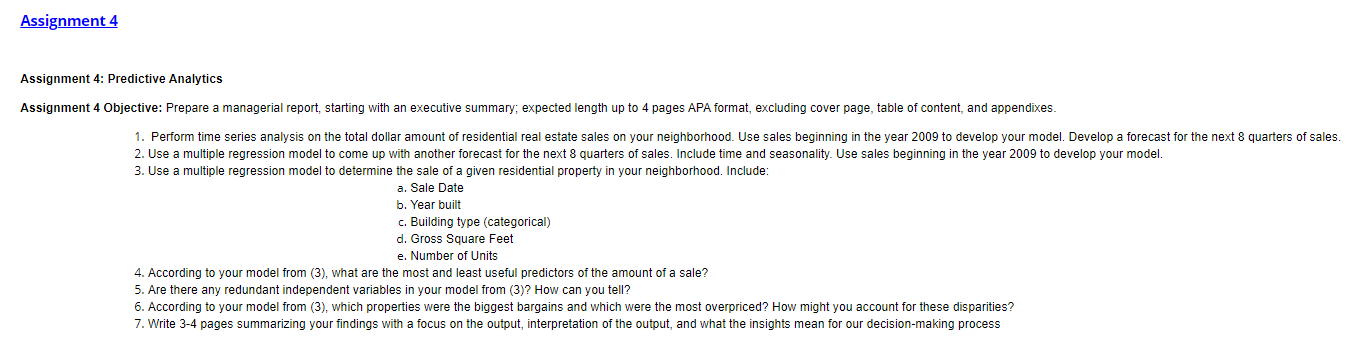 Assignment 4
Assignment 4: Predictive Analytics
Assignment 4 Objective: Prepare a managerial report, starting with an executive summary; expected length up to 4 pages APA format, excluding cover page, table of content, and appendixes.
1. Perform time series analysis on the total dollar amount of residential real estate sales on your neighborhood. Use sales beginning in the year 2009 to develop your model. Develop a forecast for the next 8 quarters of sales.
2. Use a multiple regression model to come up with another forecast for the next 8 quarters of sales. Include time and seasonality. Use sales beginning in the year 2009 to develop your model.
3. Use a multiple regression model to determine the sale of a given residential property in your neighborhood. Include:
a. Sale Date
b. Year built
c. Building type (categorical)
d. Gross Square Feet
e. Number of Units
4. According to your model from (3), what are the most and least useful predictors of the amount of a sale?
5. Are there any redundant independent variables in your model from (3)? How can you tell?
6. According to your model from (3), which properties were the biggest bargains and which were the most overpriced? How might you account for these disparities?
7. Write 3-4 pages summarizing your findings with a focus on the output, interpretation of the output, and what the insights mean for our decision-making process